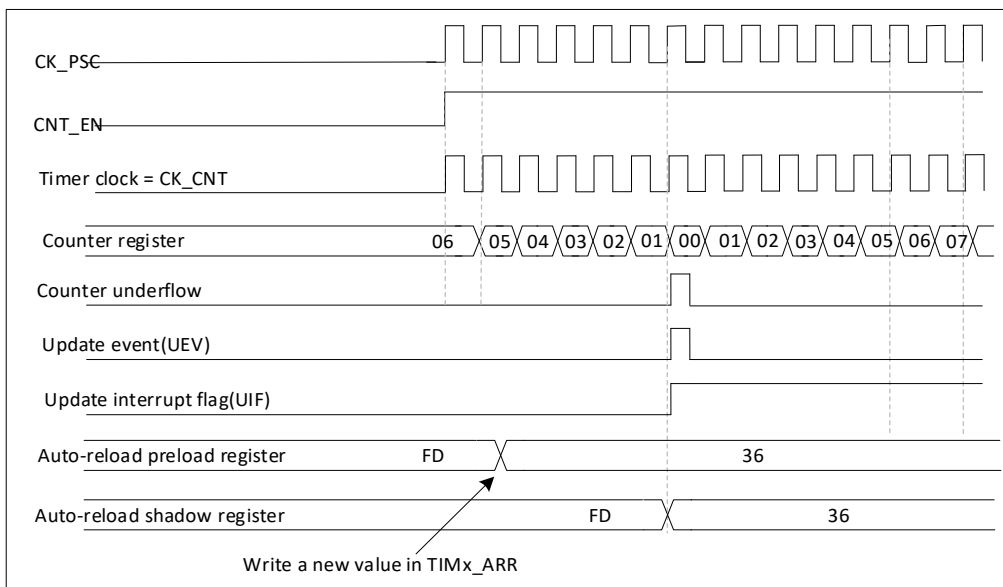 CK_PSC
CNT_EN
Timer clock = CK_CNT
Counter register 06 05 04 03 02 01 00 01 02 03 04 05 06 07
Counter underflow
Update event(UEV)
Update interrupt flag(UIF)
Auto-reload preload register FD 36
Auto-reload shadow register FD 36
Write a new value in TIMx_ARR